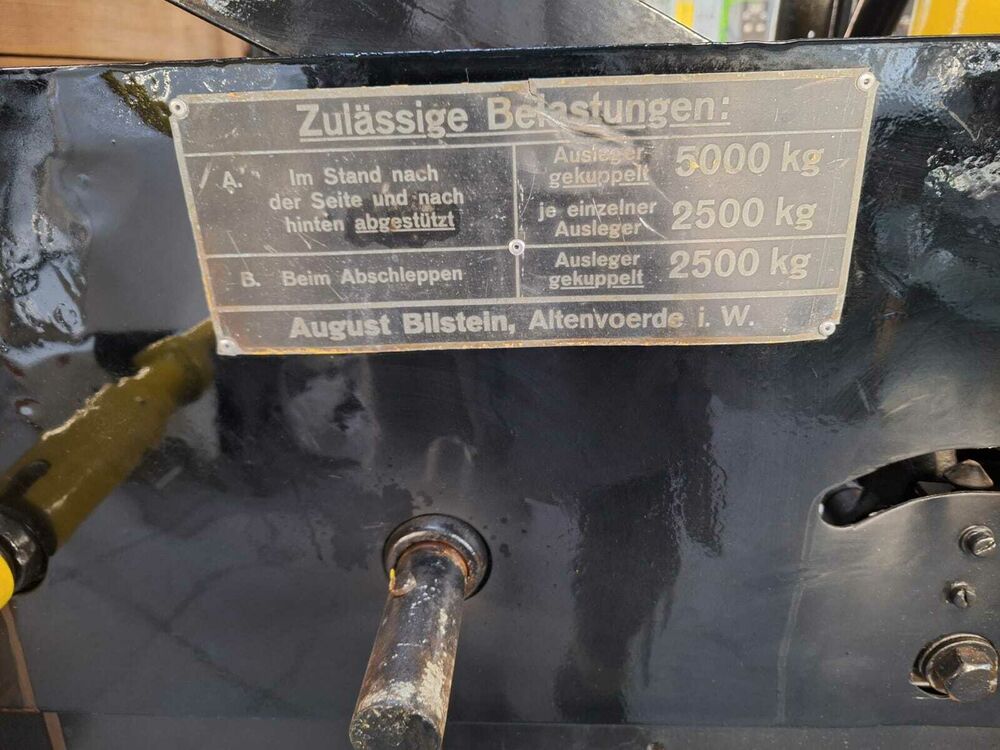 Zulässige Belastungen:
A. Im Stand nach
der Seite und nach
hinten abgestützt
Ausleger
gekuppelt 5000 kg
je einzelner
Ausleger 2500 kg
B. Beim Abschleppen
Ausleger
gekuppelt 2500 kg
August Bilstein, Altenvoerde i. W.